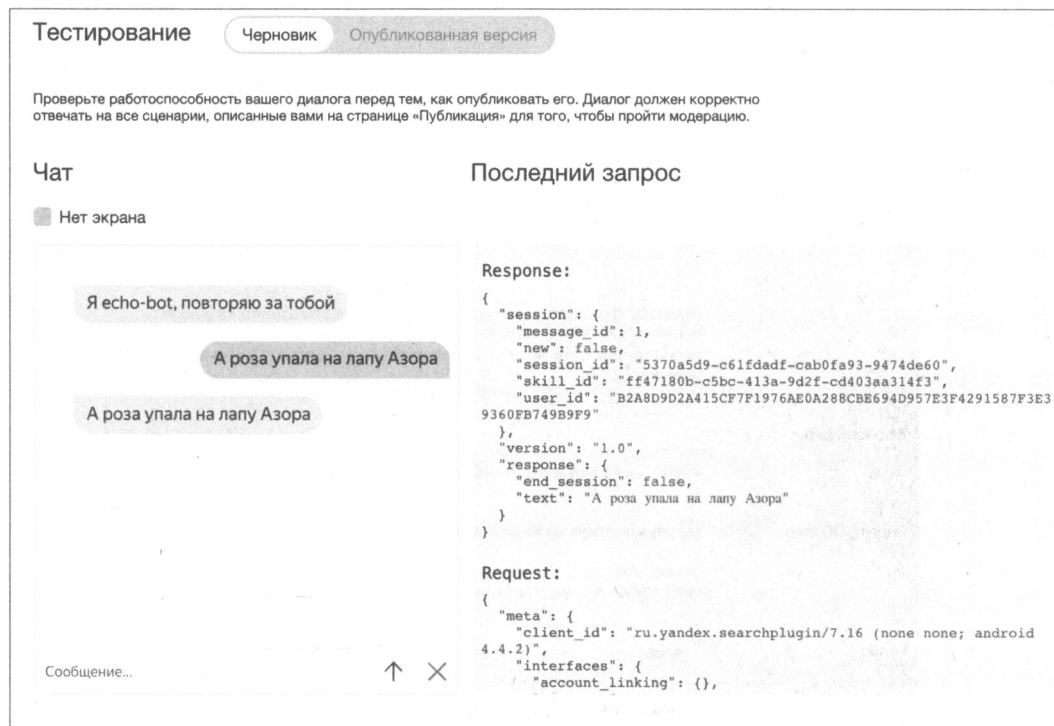 Тестирование
Черновик
Опубликованная версия
Проверьте работоспособность вашего диалога перед тем, как опубликовать его. Диалог должен корректно
отвечать на все сценарии, описанные вами на странице «Публикация» для того, чтобы пройти модерацию.
Чат
Нет экрана
Я echo-bot, повторяю за тобой
А роза упала на лапу Азора
А роза упала на лапу Азора
Сообщение...
Последний запрос
Response:
{
"session": {
"message_id": 1,
"new": false,
"session_id": "5370a5d9-c61fdadf-cab0fa93-9474de60",
"skill_id": "ff47180b-c5bc-413a-9d2f-cd403aa314f3",
"user_id": "B2A8D9D2A415CF7F1976AE0A288CBE694D957E3F4291587F3E3
9360FB749B9F9"
},
"version": "1.0",
"response": {
"end_session": false,
"text": "А роза упала на лапу Азора"
}
}
Request:
{
"meta": {
"client_id": "ru.yandex.searchplugin/7.16 (none none; android
4.4.2)",
"interfaces": {
"account_linking": {},